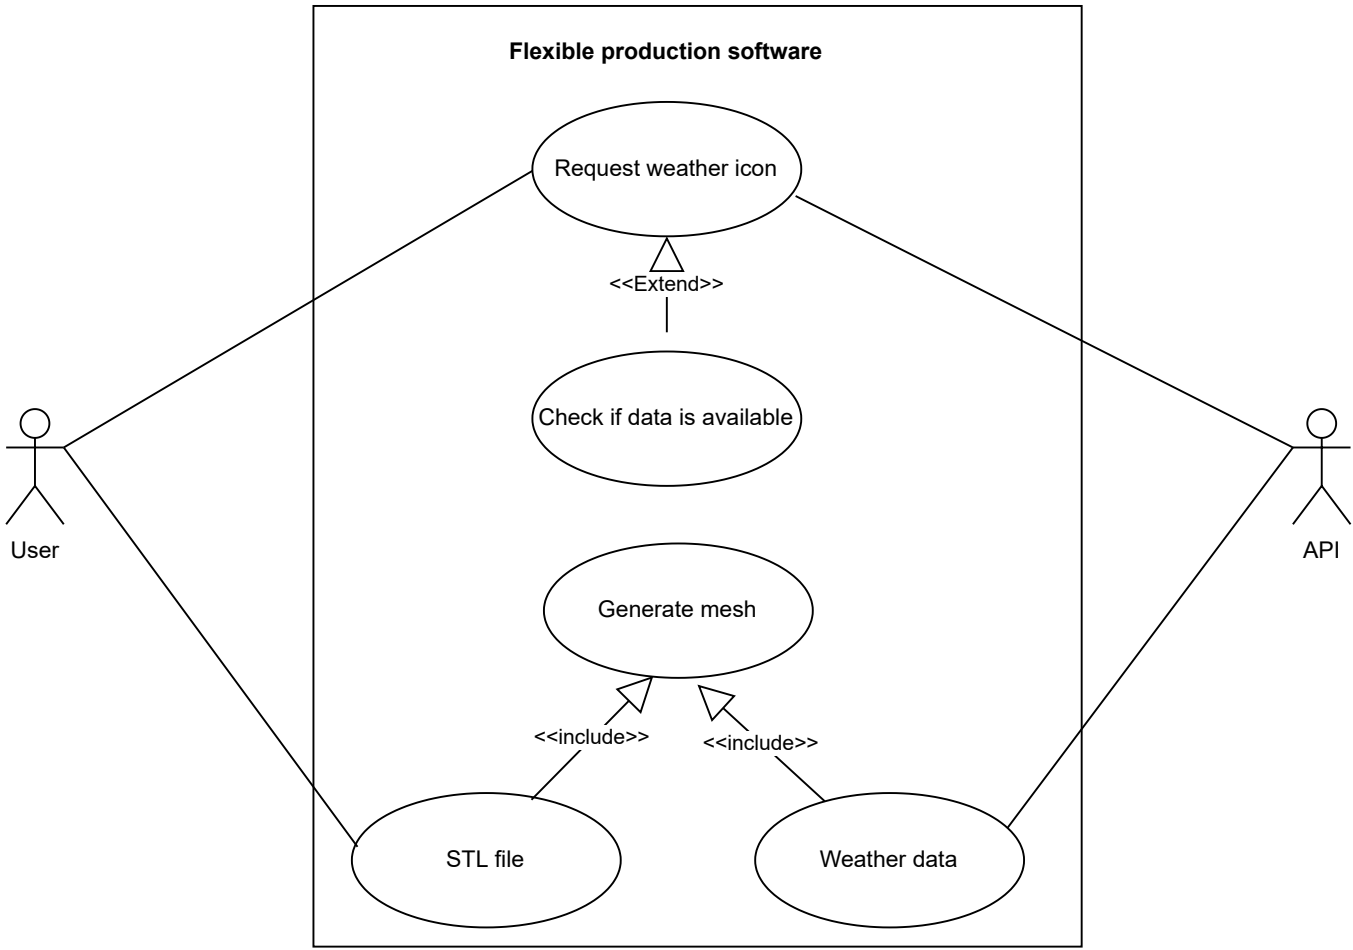 Flexible production software
Request weather icon
<<Extend>>
Check if data is available
User
API
Generate mesh
<<include>>
<<include>>
STL file
Weather data